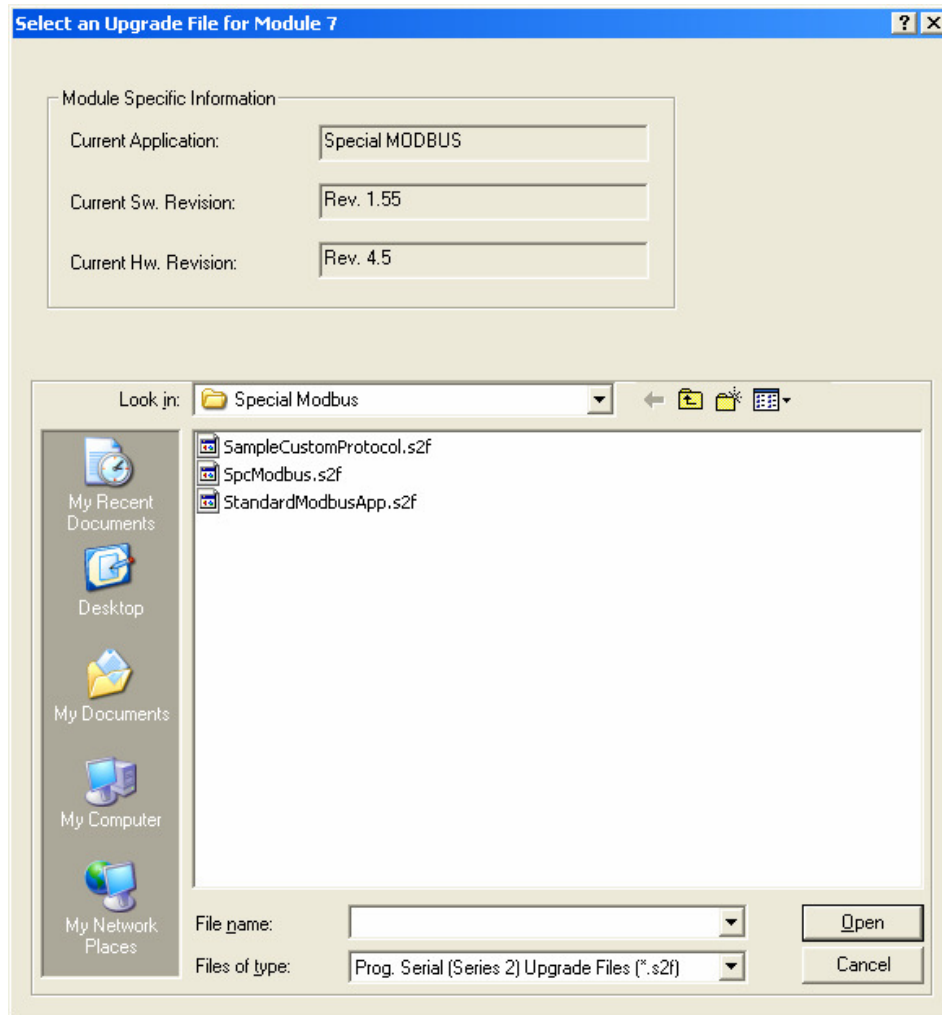 Select an Upgrade File for Module 7
Module Specific Information
Current Application: Special MODBUS
Current Sw. Revision: Rev. 1.55
Current Hw. Revision: Rev. 4.5
Look in: Special Modbus
SampleCustomProtocol.s2f
SpcModbus.s2f
StandardModbusApp.s2f
My Recent
Documents
Desktop
My Documents
My Computer
My Network
Places
File name:
Open
Files of type: Prog. Serial (Series 2) Upgrade Files (*.s2f)
Cancel